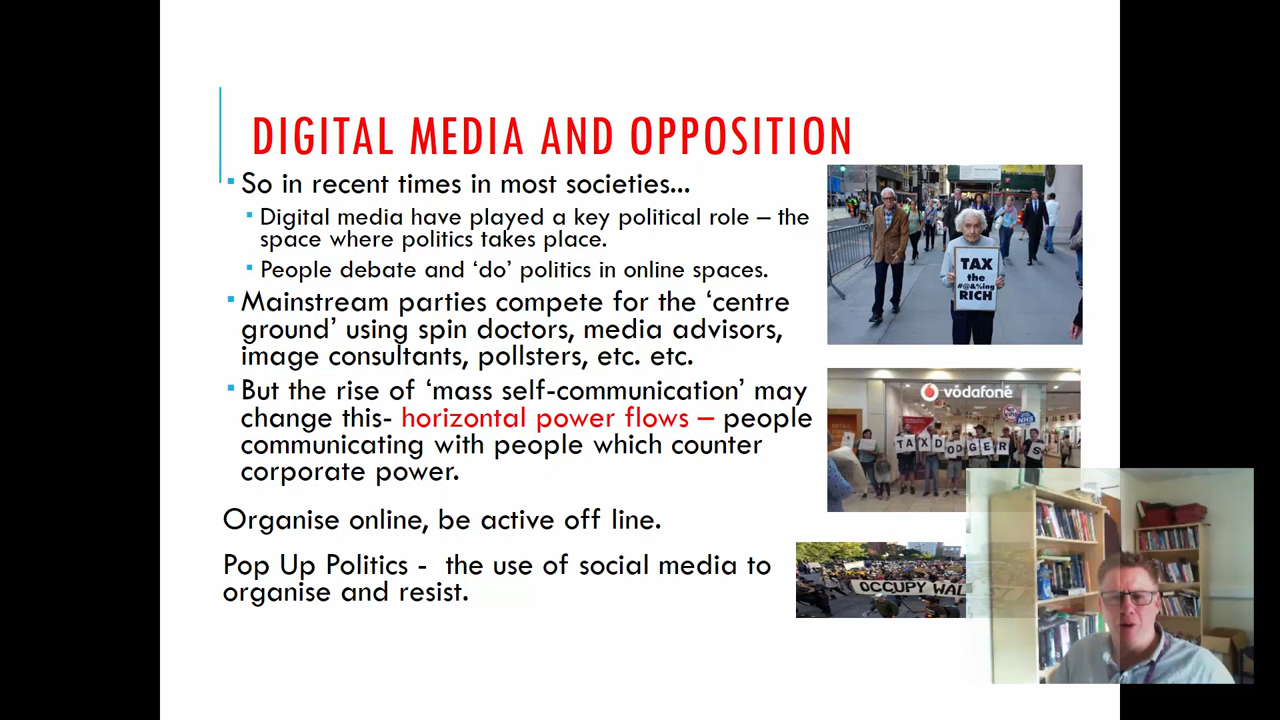 DIGITAL MEDIA AND OPPOSITION
So in recent times in most societies...
Digital media have played a key political role – the
space where politics takes place.
People debate and ‘do’ politics in online spaces.
Mainstream parties compete for the ‘centre
ground’ using spin doctors, media advisors,
image consultants, pollsters, etc. etc.
But the rise of ‘mass self-communication’ may
change this- horizontal power flows – people
communicating with people which counter
corporate power.
Organise online, be active off line.
Pop Up Politics - the use of social media to
organise and resist.
TAX
the
#@&%ing
RICH
vodafone
NHS
TAX DODGERS
OCCUPY WAL